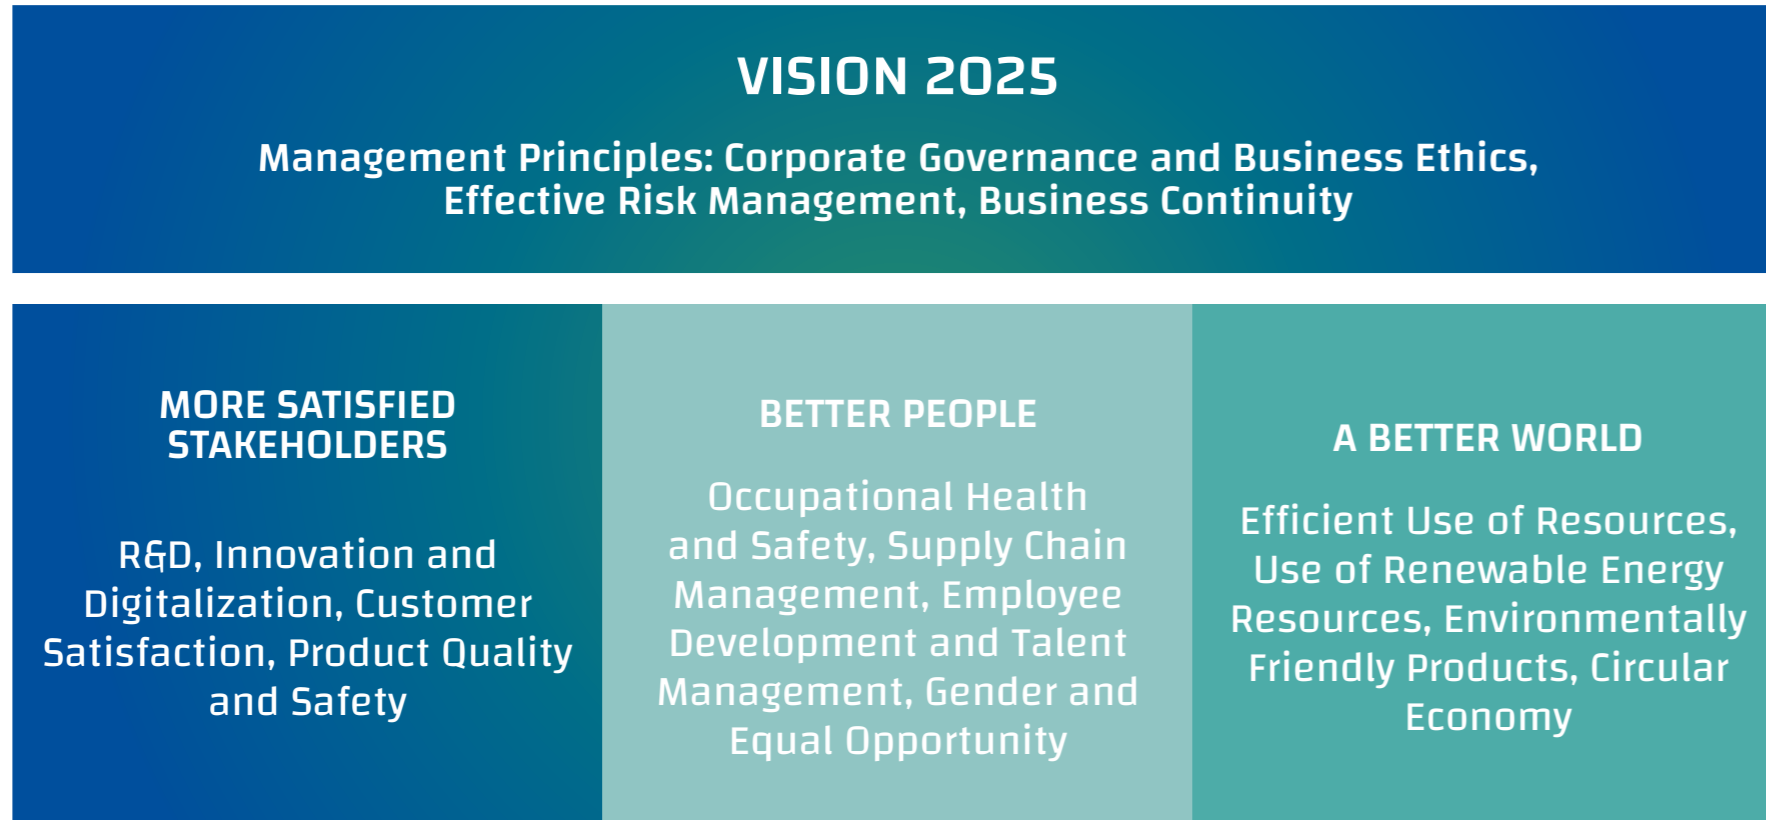 VISION 2025
Management Principles: Corporate Governance and Business Ethics,
Effective Risk Management, Business Continuity
MORE SATISFIED
STAKEHOLDERS
R&D, Innovation and
Digitalization, Customer
Satisfaction, Product Quality
and Safety
BETTER PEOPLE
Occupational Health
and Safety, Supply Chain
Management, Employee
Development and Talent
Management, Gender and
Equal Opportunity
A BETTER WORLD
Efficient Use of Resources,
Use of Renewable Energy
Resources, Environmentally
Friendly Products, Circular
Economy